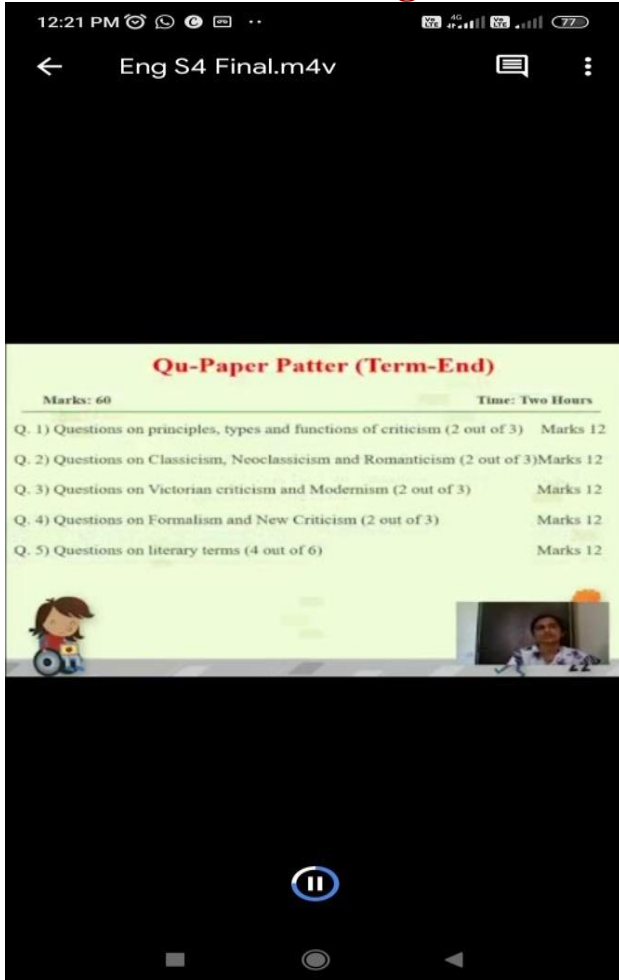 12:21 PM
4G
77
Eng S4 Final.m4v
Qu-Paper Patter (Term-End)
Marks: 60 Time: Two Hours
Q. 1) Questions on principles, types and functions of criticism (2 out of 3) Marks 12
Q. 2) Questions on Classicism, Neoclassicism and Romanticism (2 out of 3)Marks 12
Q. 3) Questions on Victorian criticism and Modernism (2 out of 3) Marks 12
Q. 4) Questions on Formalism and New Criticism (2 out of 3) Marks 12
Q. 5) Questions on literary terms (4 out of 6) Marks 12
22